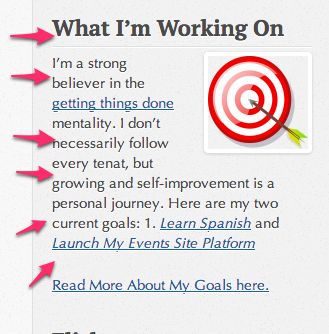 What I'm Working On
I'm a strong
believer in the
getting things done
mentality. I don't
necessarily follow
every tenat, but
growing and self-improvement is a
personal journey. Here are my two
current goals: 1. Learn Spanish and
Launch My Events Site Platform
Read More About My Goals here.